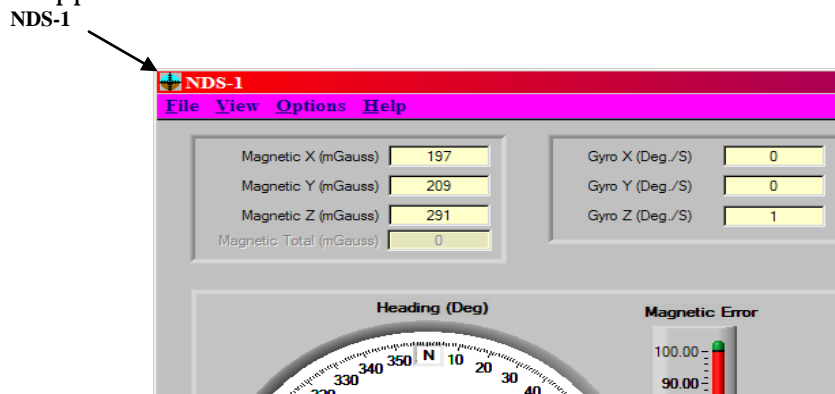 NDS-1
NDS-1
File View Options Help
Magnetic X (mGauss) 197
Magnetic Y (mGauss) 209
Magnetic Z (mGauss) 291
Magnetic Total (mGauss) 0
Gyro X (Deg./S) 0
Gyro Y (Deg./S) 0
Gyro Z (Deg./S) 1
Heading (Deg)
330 340 350 N 10 20 30 40
Magnetic Error
100.00
90.00